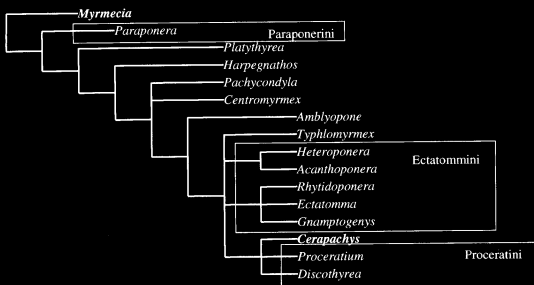 Myrmecia
Paraponera Paraponerini
Platythyrea
Harpegnathos
Pachycondyla
Centromyrmex
Amblyopone
Typhlomyrmex
Heteroponera Ectatommini
Acanthoponera
Rhytidoponera
Ectatomma
Gnamptogenys
Cerapachys
Proceratium Proceratini
Discothyrea